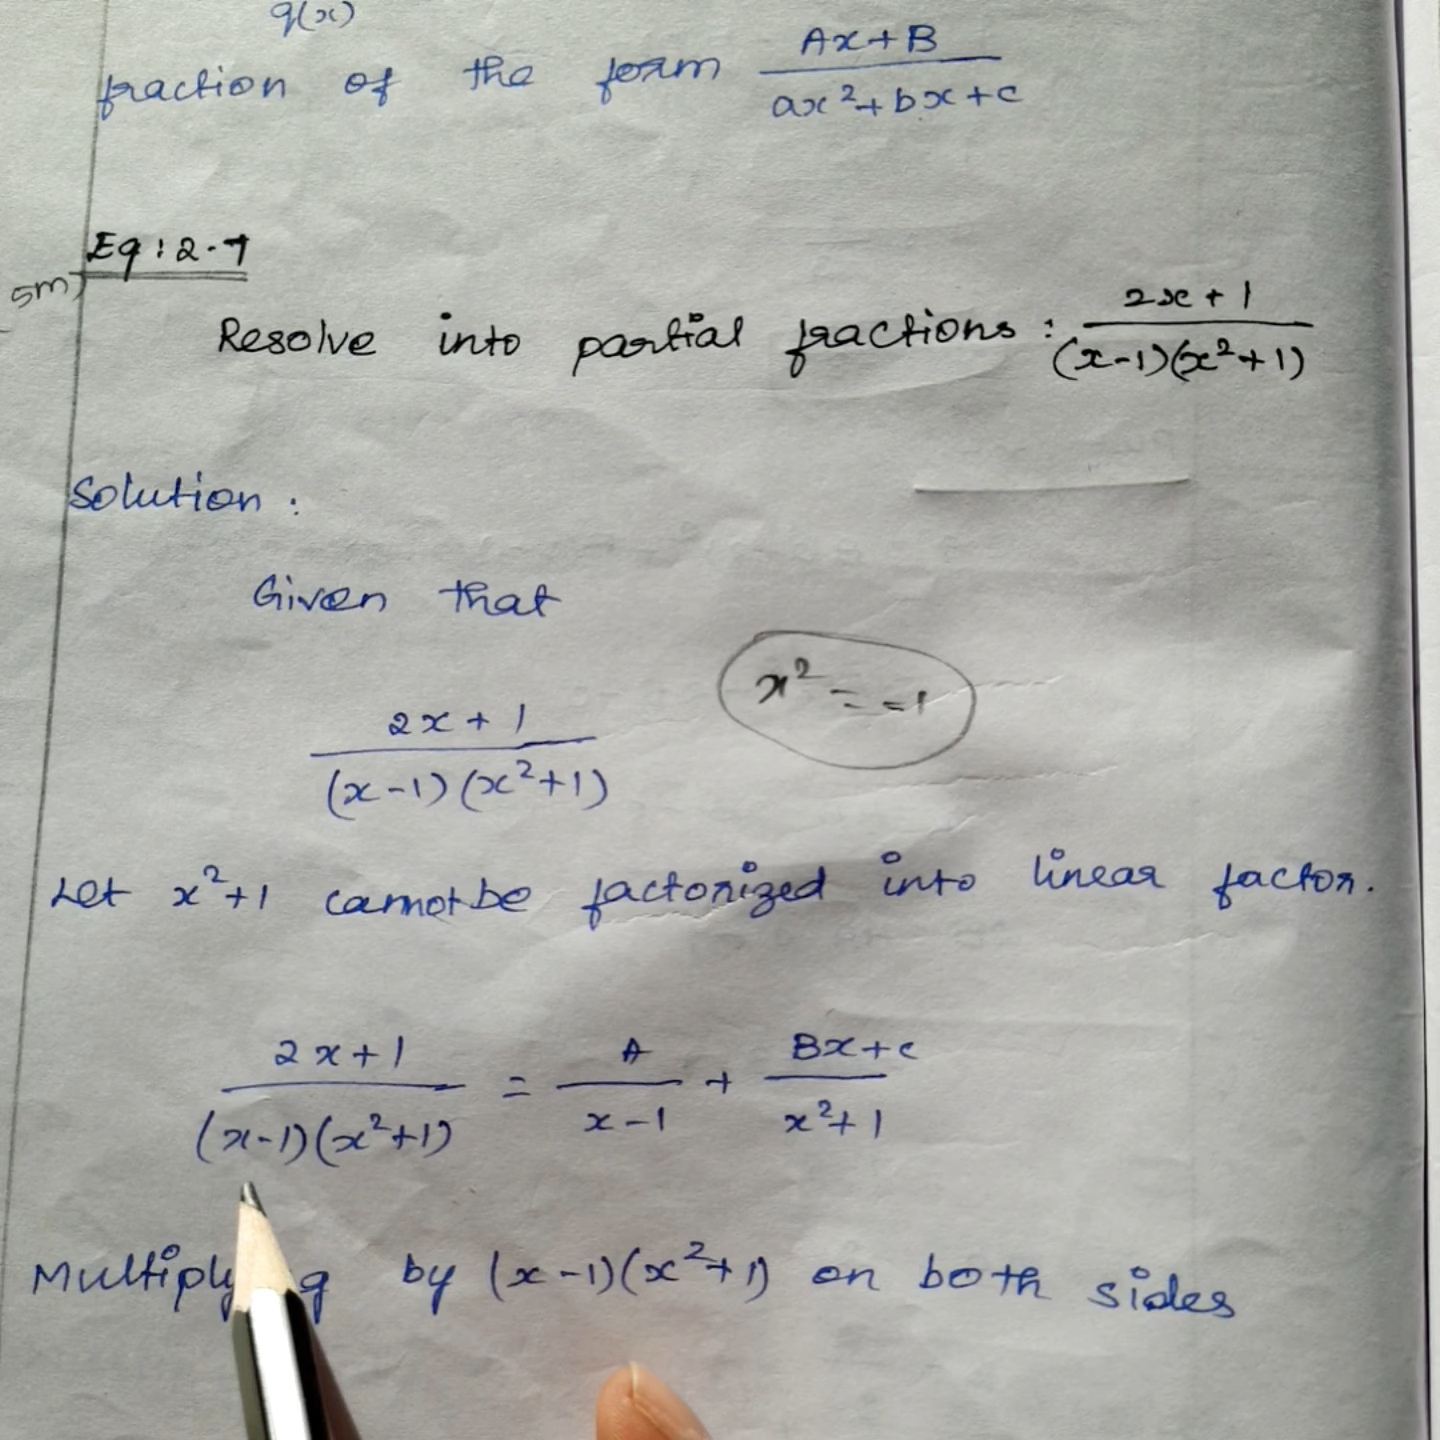 q(x)
fraction of the form Ax+B / ax²+bx+c
Eg : 2.7
5m)
Resolve into partial fractions : 2x+1 / (x-1)(x²+1)
Solution :
Given that
2x+1 / (x-1)(x²+1)
x² = -1
Let x²+1 cannot be factorized into linear factor.
2x+1 / (x-1)(x²+1) = A / x-1 + Bx+c / x²+1
Multiplying by (x-1)(x²+1) on both sides